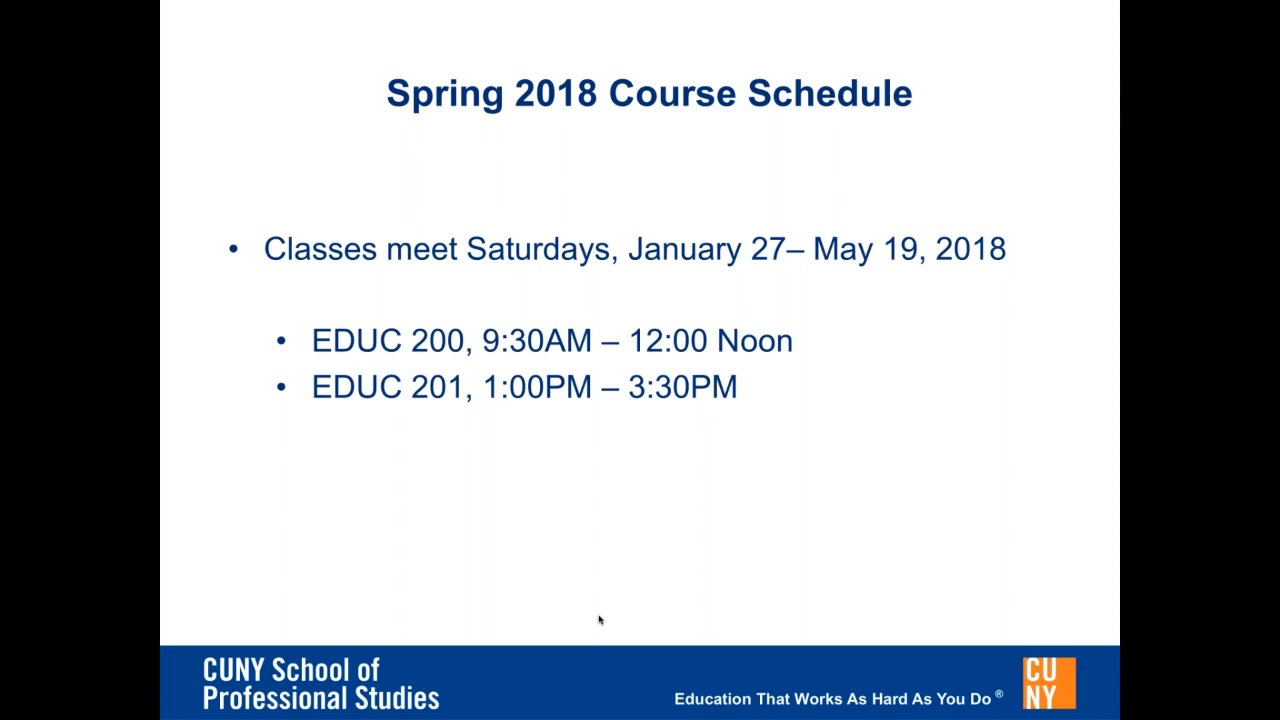 Spring 2018 Course Schedule
• Classes meet Saturdays, January 27– May 19, 2018
• EDUC 200, 9:30AM – 12:00 Noon
• EDUC 201, 1:00PM – 3:30PM
CUNY School of
Professional Studies
Education That Works As Hard As You Do ®
CU
NY